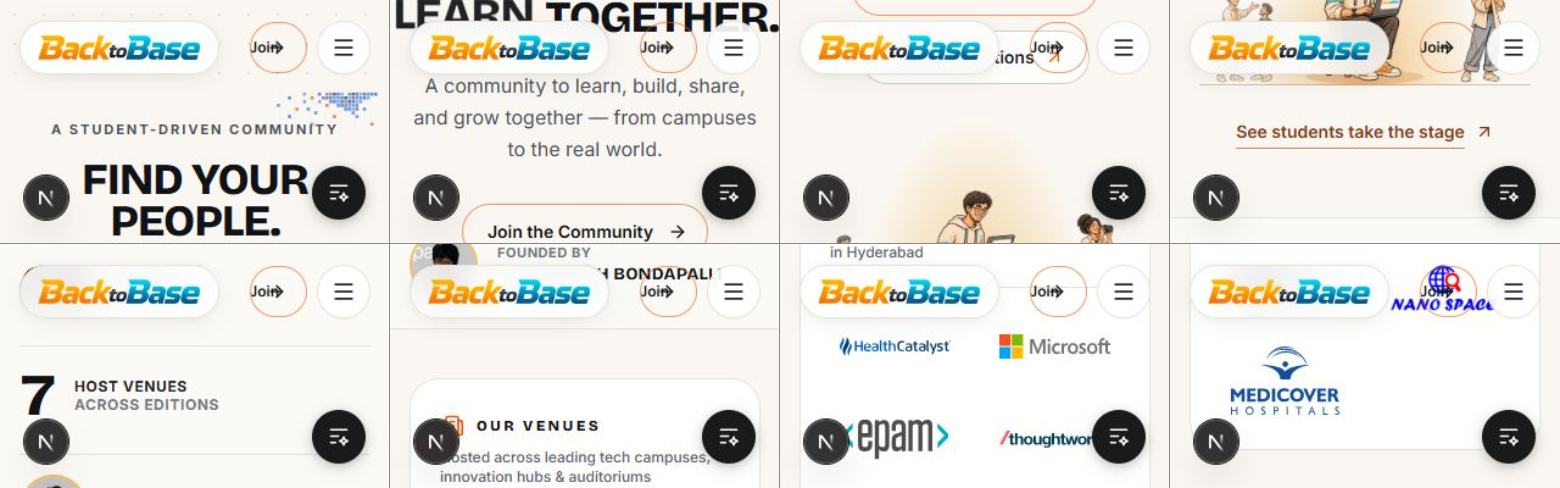 BacktoBase
Join
A STUDENT-DRIVEN COMMUNITY
FIND YOUR
PEOPLE.
N
LEARN TOGETHER.
BacktoBase
Join
A community to learn, build, share,
and grow together — from campuses
to the real world.
Join the Community
N
BacktoBase
Join
N
BacktoBase
Join
See students take the stage
N
BacktoBase
Join
7
HOST VENUES
ACROSS EDITIONS
N
FOUNDED BY
BacktoBase
Join
OUR VENUES
N
hosted across leading tech campuses,
innovation hubs & auditoriums
in Hyderabad
BacktoBase
Join
HealthCatalyst
Microsoft
<epam>
/thoughtwor
N
BacktoBase
Join
NANO SPACE
MEDICOVER
HOSPITALS
N